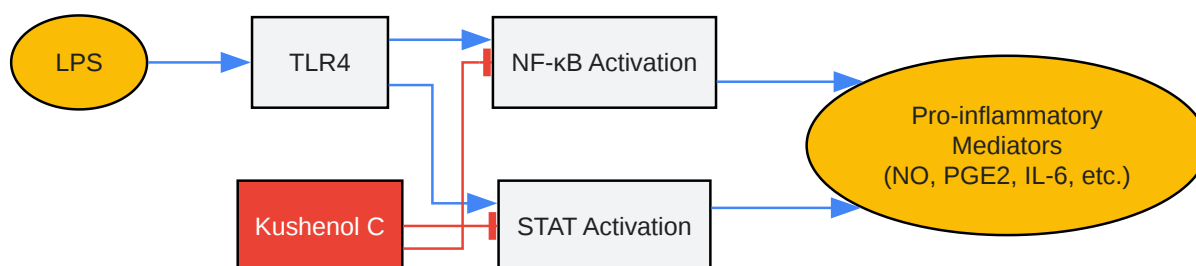 LPS
TLR4
NF-κB Activation
Pro-inflammatory
Mediators
(NO, PGE2, IL-6, etc.)
Kushenol C
STAT Activation